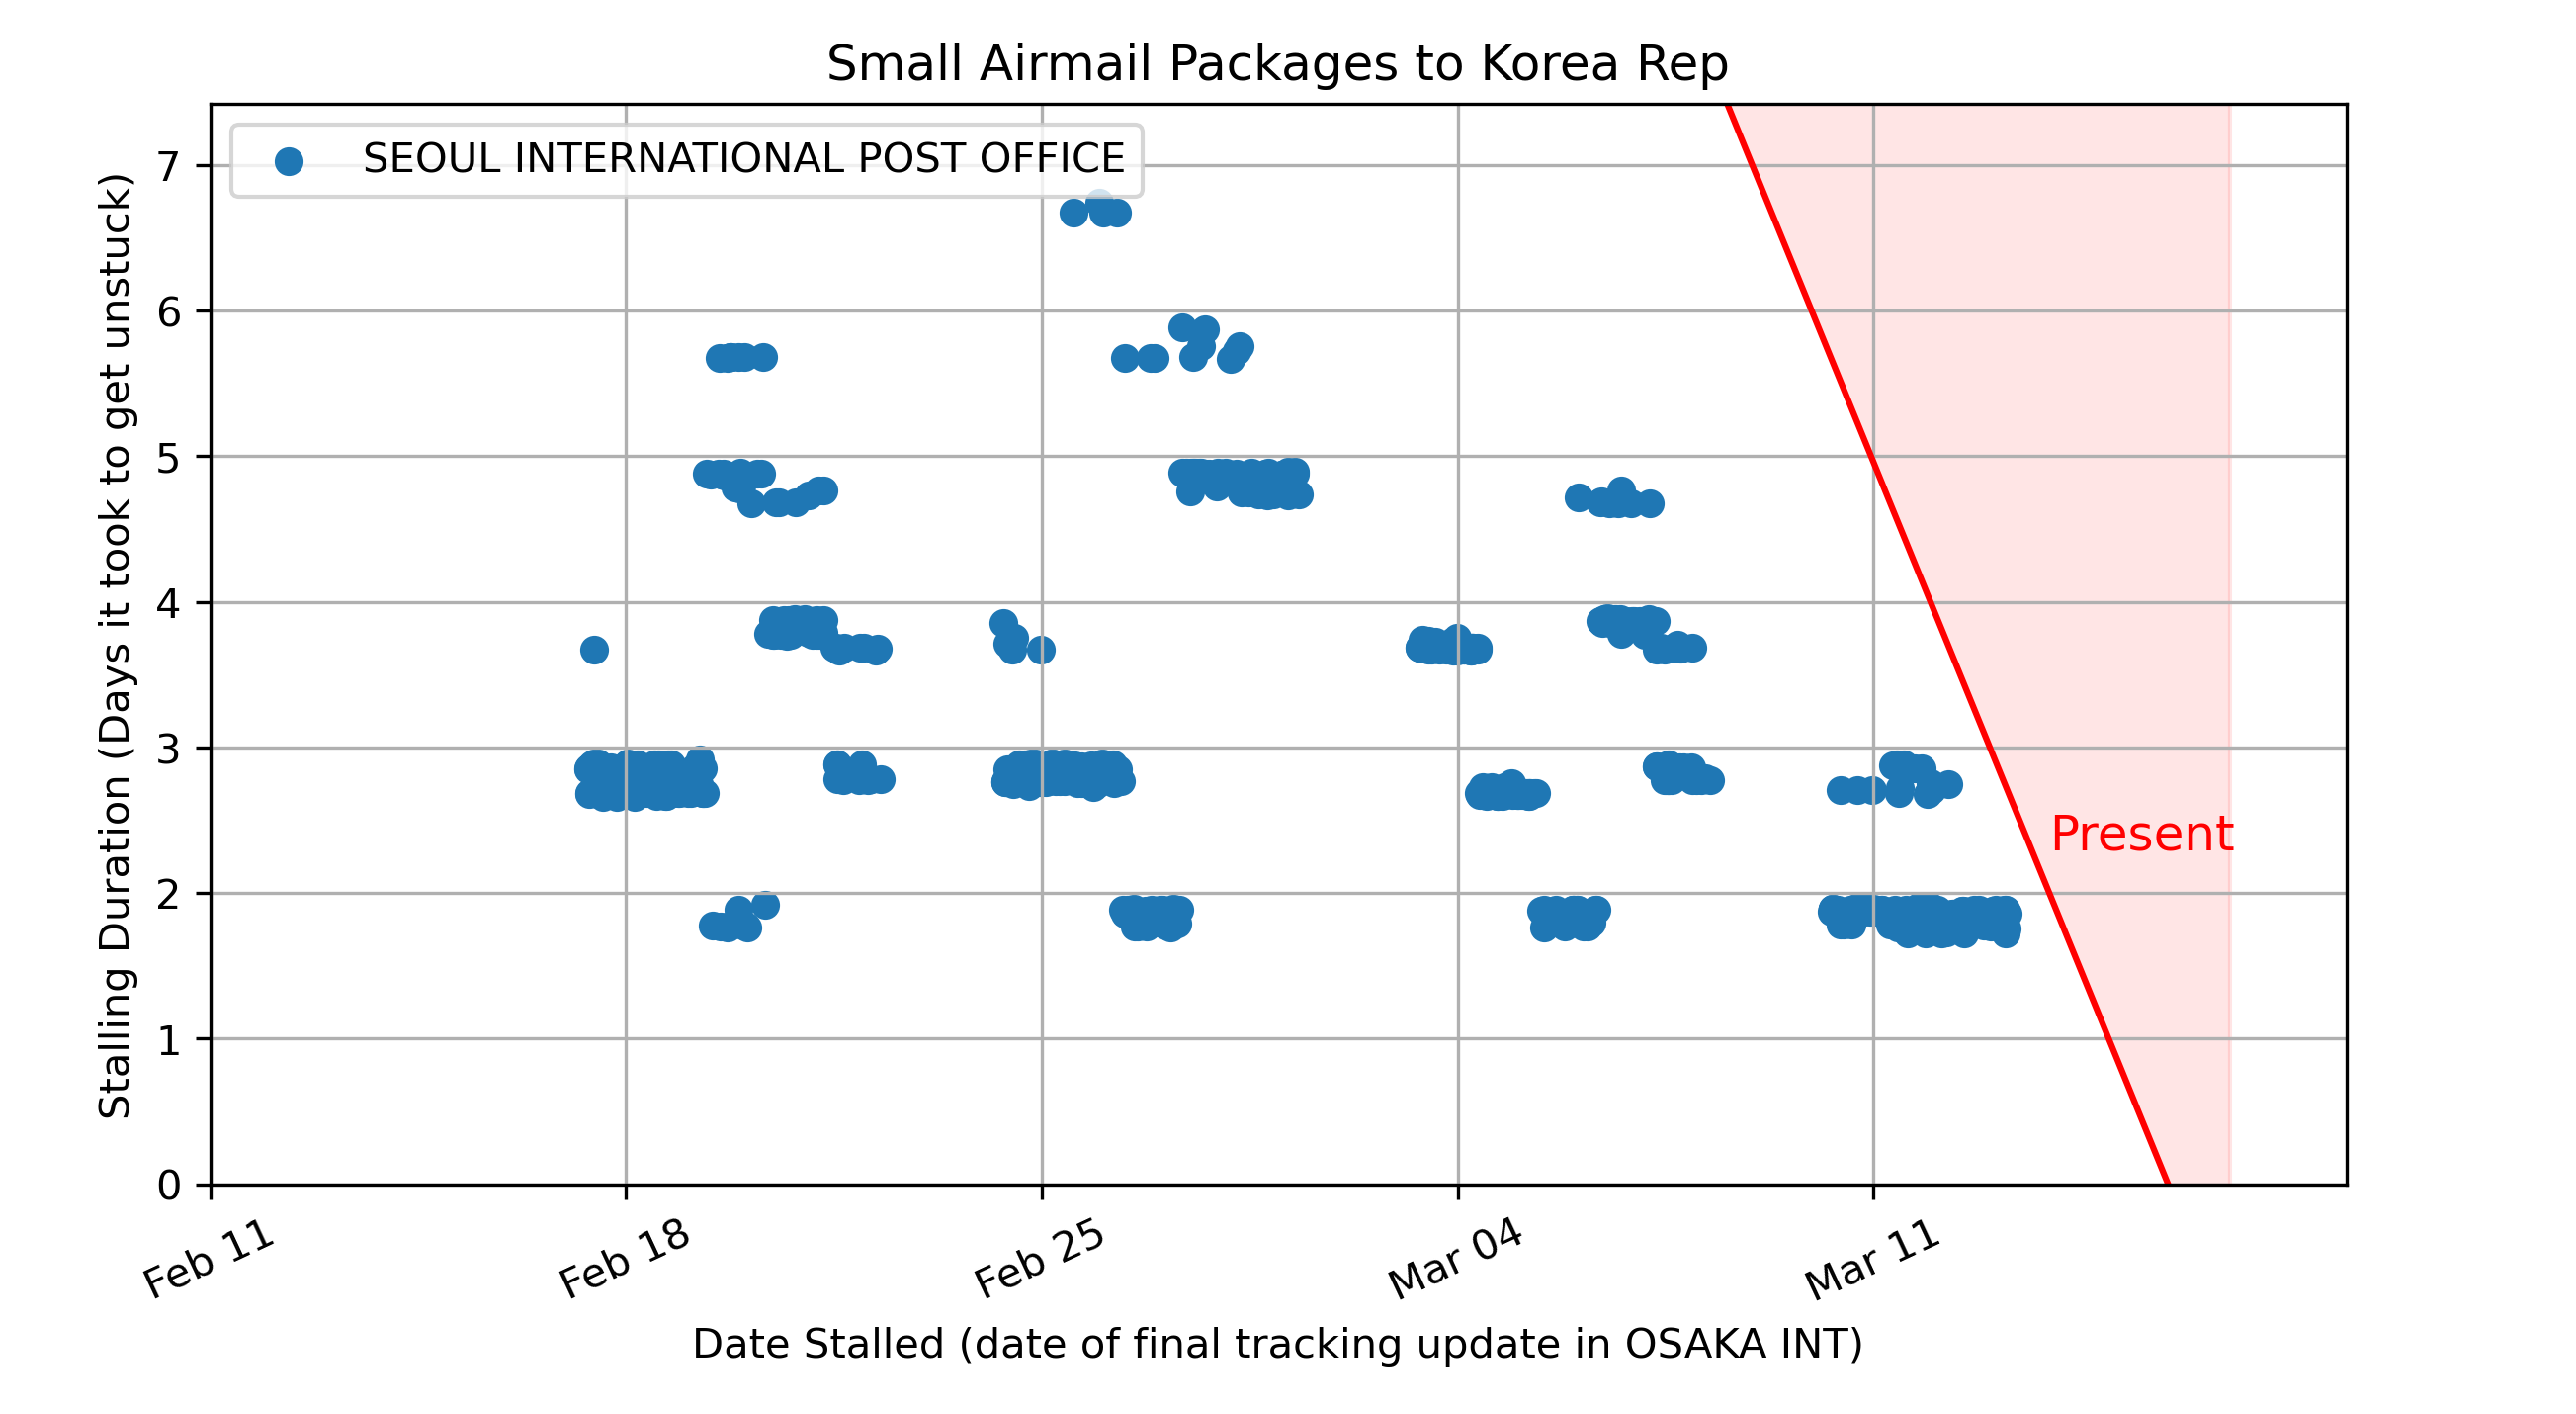 Small Airmail Packages to Korea Rep
SEOUL INTERNATIONAL POST OFFICE
Stalling Duration (Days it took to get unstuck)
7
6
5
4
3
2
1
0
Present
Feb 11
Feb 18
Feb 25
Mar 04
Mar 11
Date Stalled (date of final tracking update in OSAKA INT)